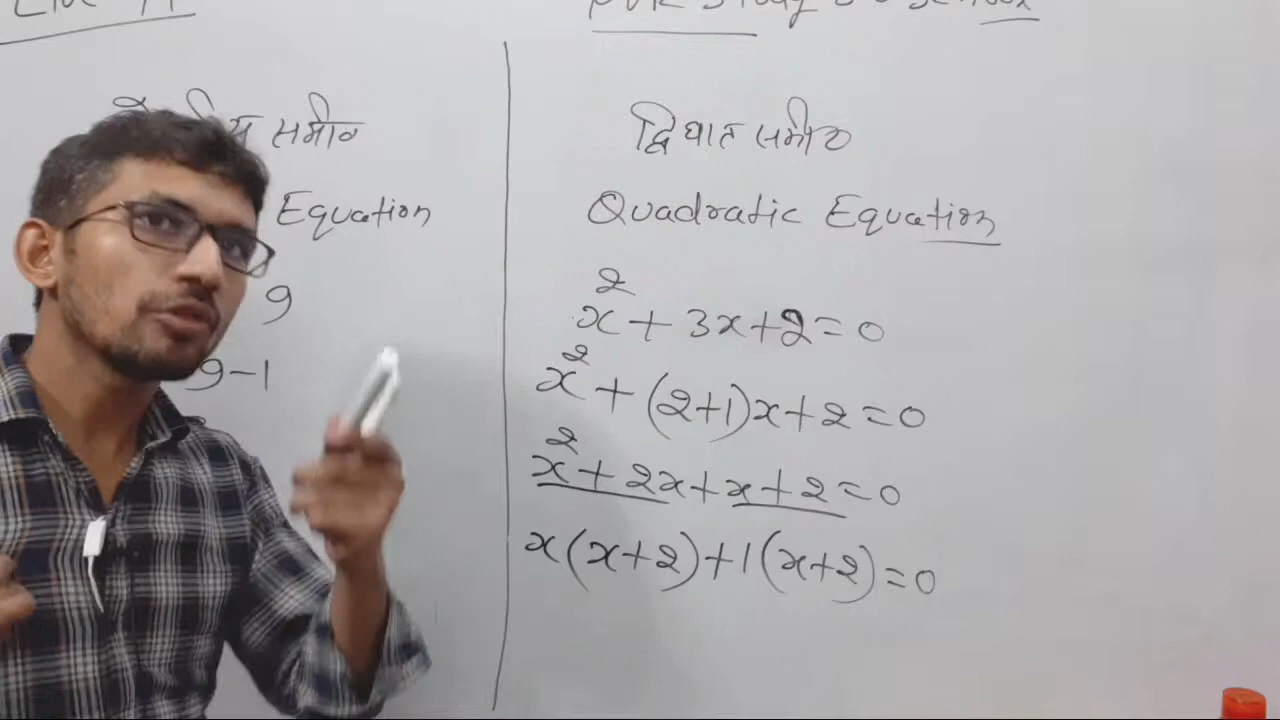 समी०
Equation
9
9-1
Study
द्विघात समी०
Quadratic Equation
x² + 3x+2=0
x² + (2+1)x+2=0
x² + 2x+x+2=0
x(x+2)+1(x+2)=0